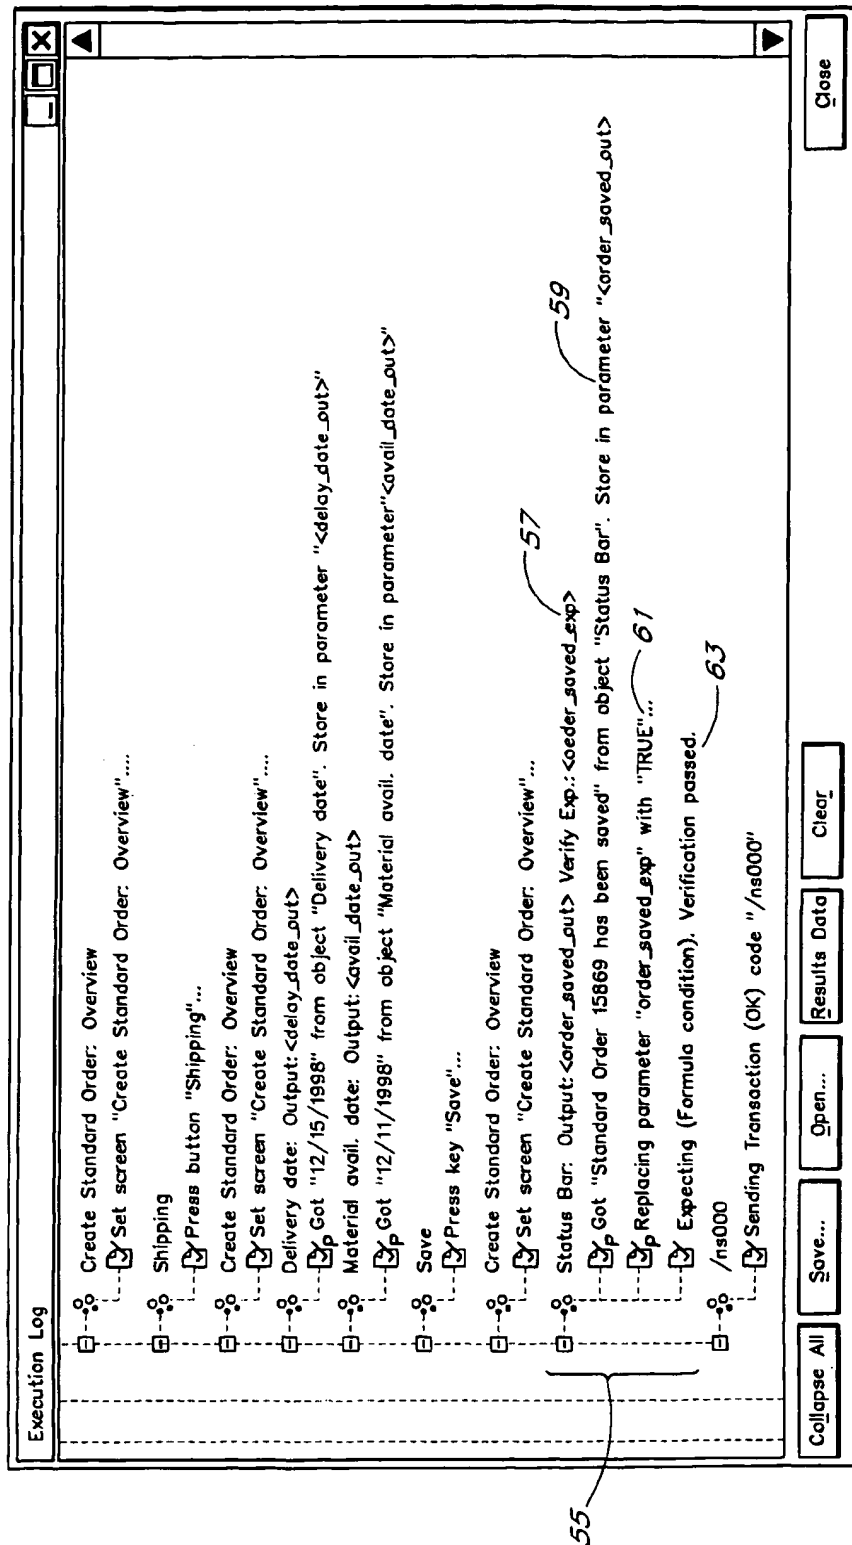 Execution Log
Create Standard Order: Overview
Set screen "Create Standard Order: Overview"....
Shipping
Press button "Shipping"...
Create Standard Order: Overview
Set screen "Create Standard Order: Overview"....
Delivery date: Output:<delay_date_out>
Got "12/15/1998" from object "Delivery date". Store in parameter "<delay_date_out>"
Material avail. date: Output:<avail_date_out>
Got "12/11/1998" from object "Material avail. date". Store in parameter"<avail_date_out>"
Save
Press key "Save"...
Create Standard Order: Overview
Set screen "Create Standard Order: Overview"...
Status Bar: Output:<order_saved_out> Verify Exp.:<oeder_saved_exp>
57
Got "Standard Order 15869 has been saved" from object "Status Bar". Store in parameter "<order_saved_out>
59
Replacing parameter "order_saved_exp" with "TRUE"...
61
Expecting (Formula condition). Verification passed.
63
55
/ns000
Sending Transaction (OK) code "/ns000"
Collapse All
Save...
Open...
Results Data
Clear
Close